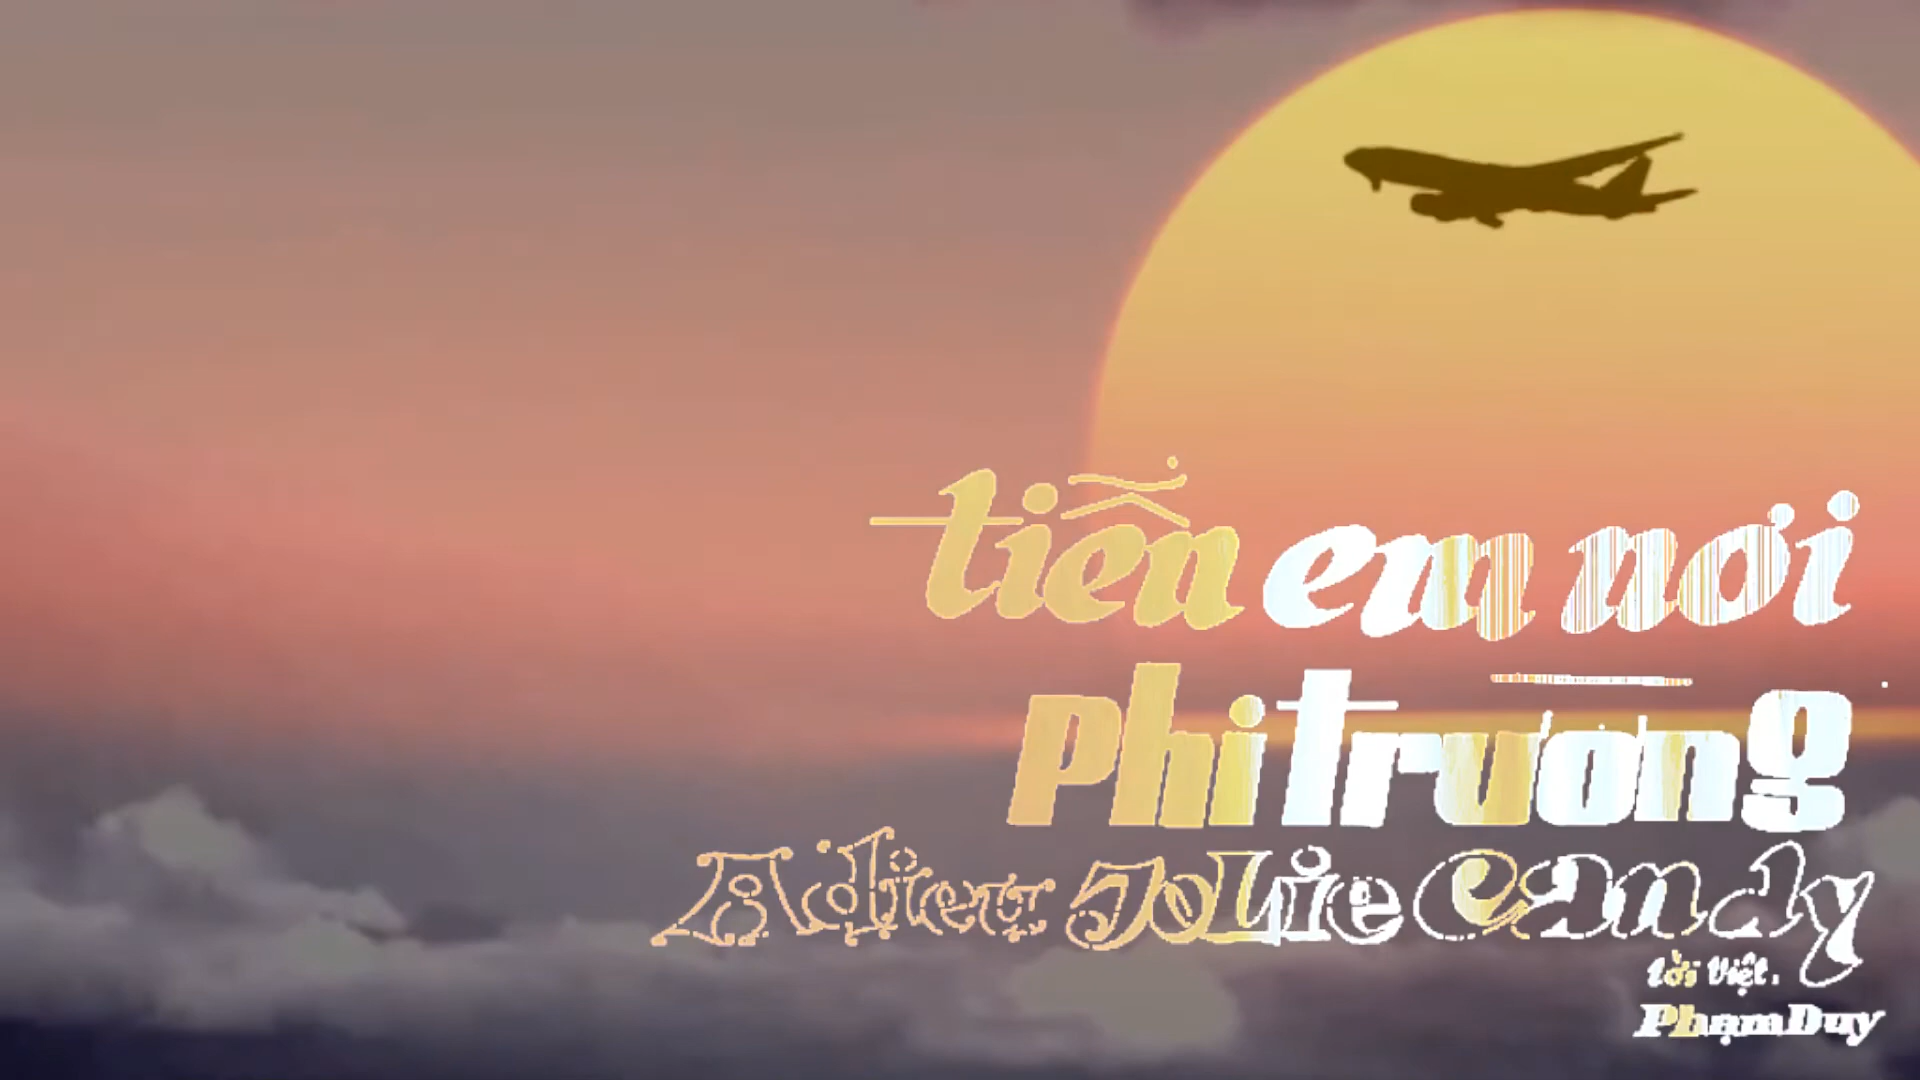 tiễn em nơi
Phi trường
Adieu JoLie Candy
lời Việt.
Phạm Duy